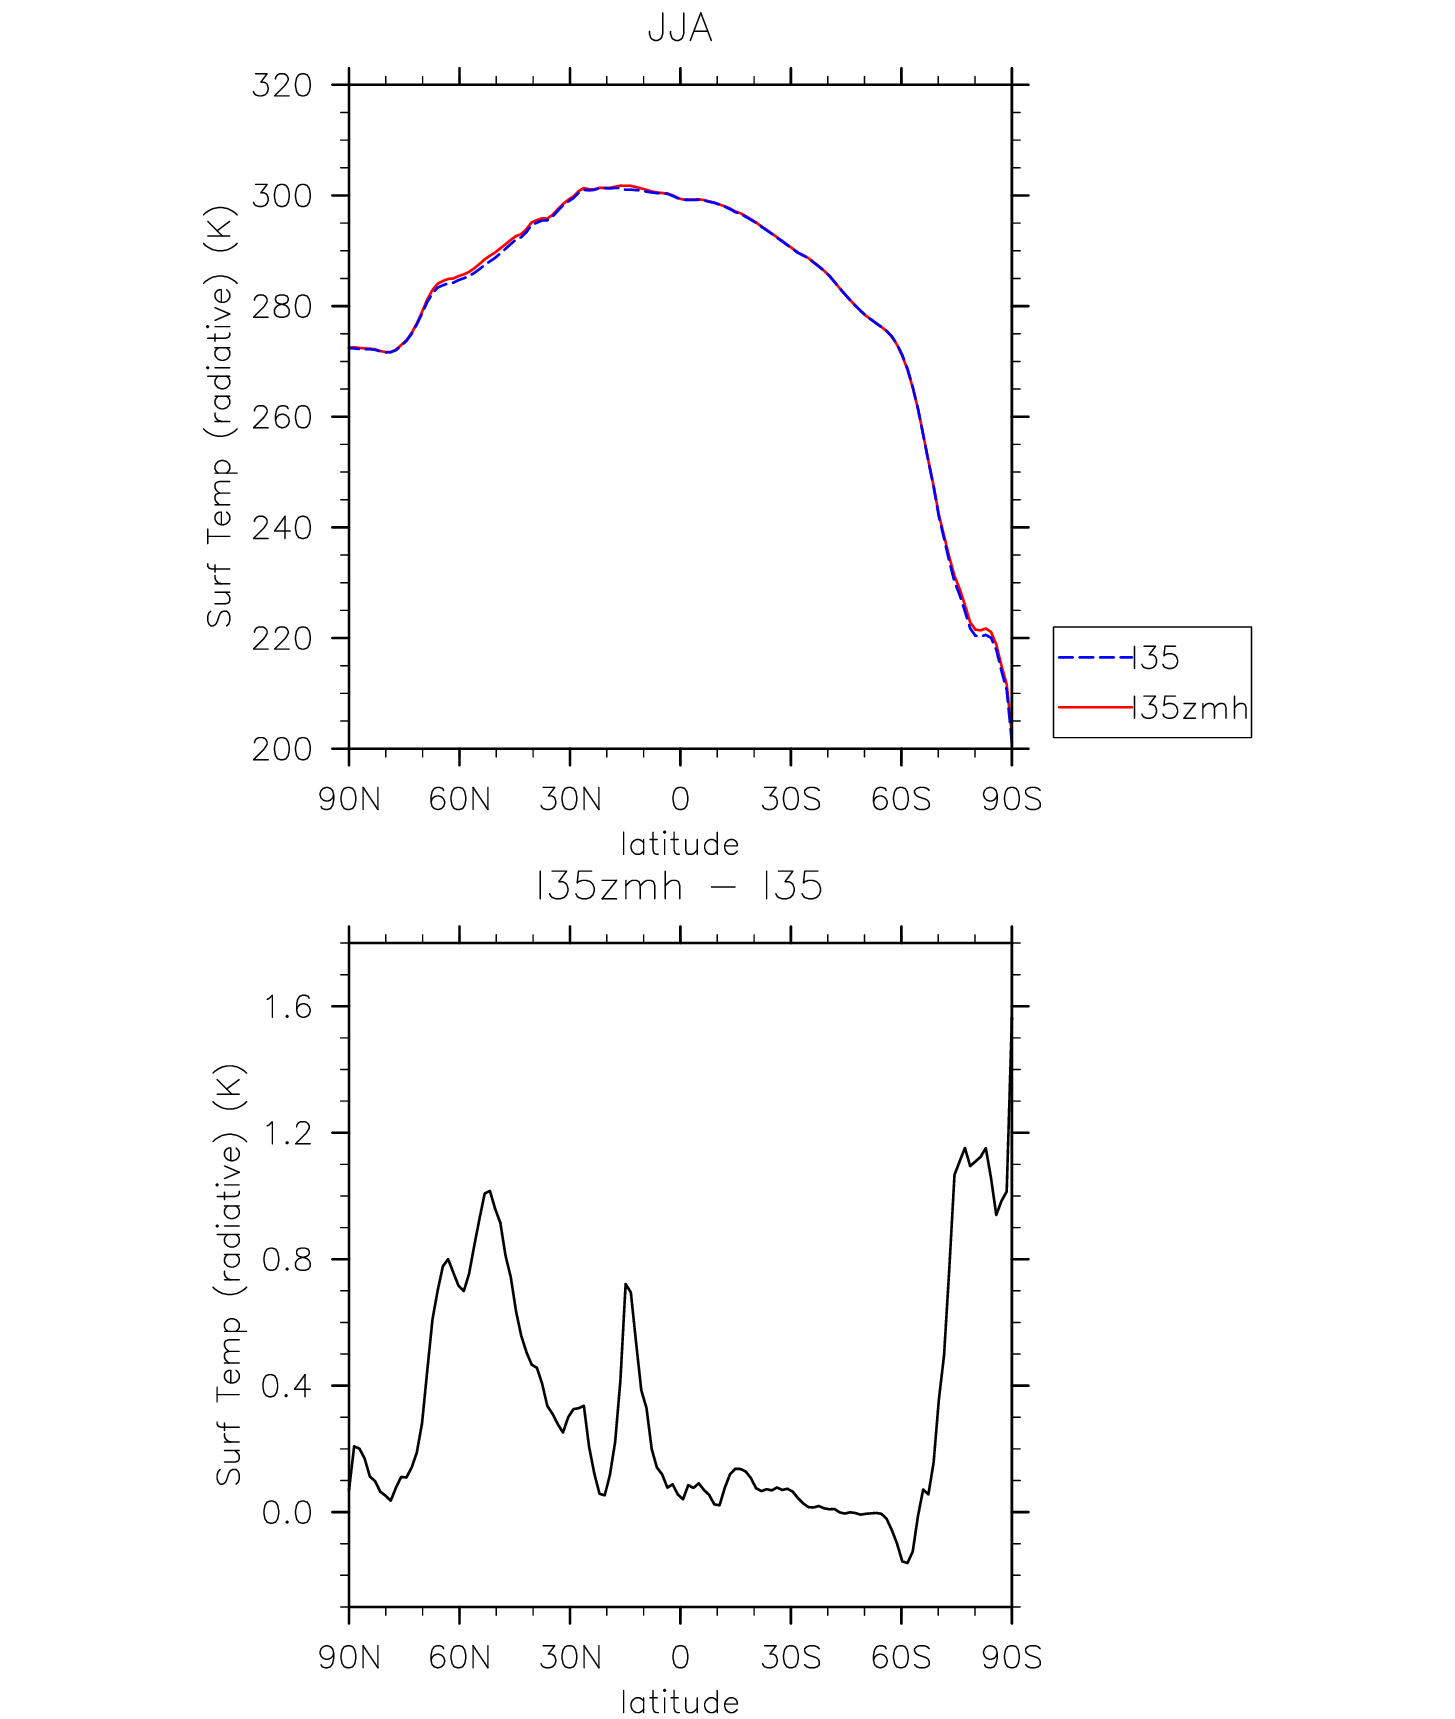 JJA
320
300
280
260
240
220
200
Surf Temp (radiative) (K)
90N 60N 30N 0 30S 60S 90S
latitude
I35
I35zmh
I35zmh − I35
1.6
1.2
0.8
0.4
0.0
Surf Temp (radiative) (K)
90N 60N 30N 0 30S 60S 90S
latitude